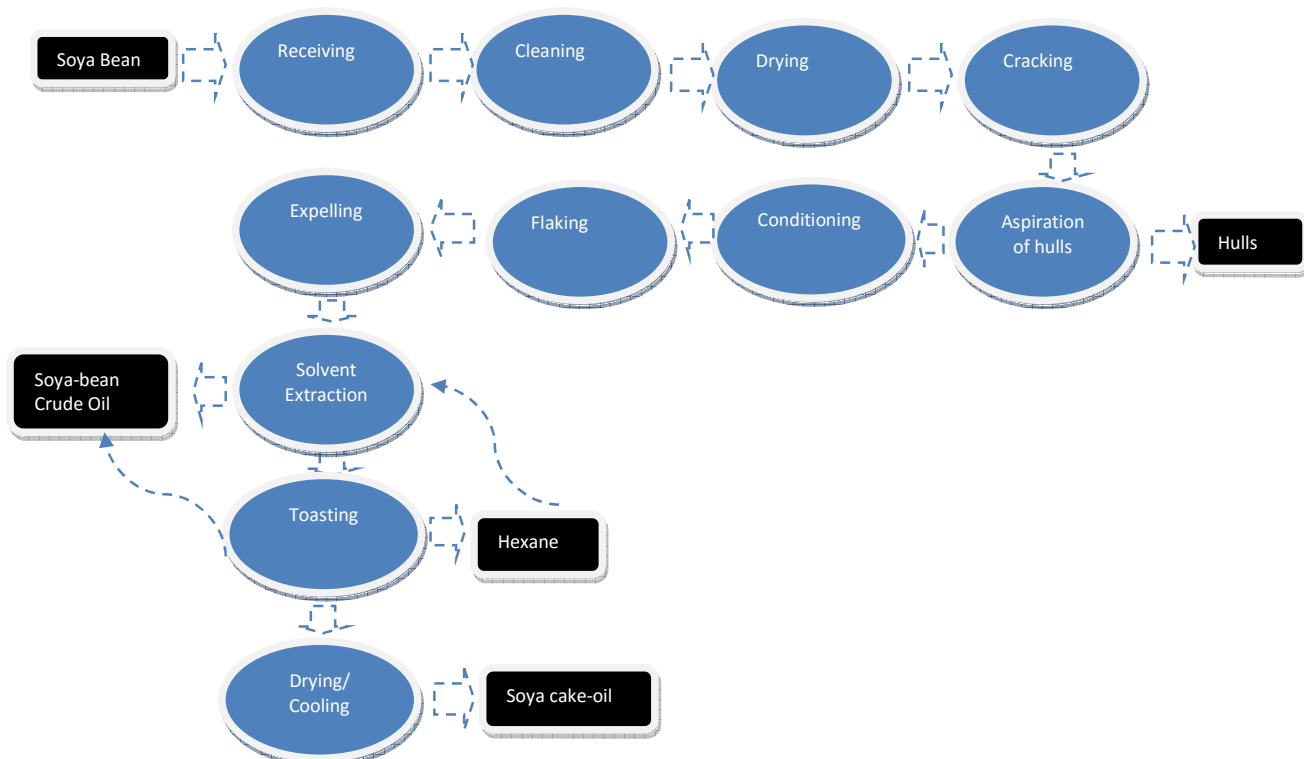 Soya Bean
Receiving
Cleaning
Drying
Cracking
Expelling
Flaking
Conditioning
Aspiration
of hulls
Hulls
Soya-bean
Crude Oil
Solvent
Extraction
Toasting
Hexane
Drying/
Cooling
Soya cake-oil